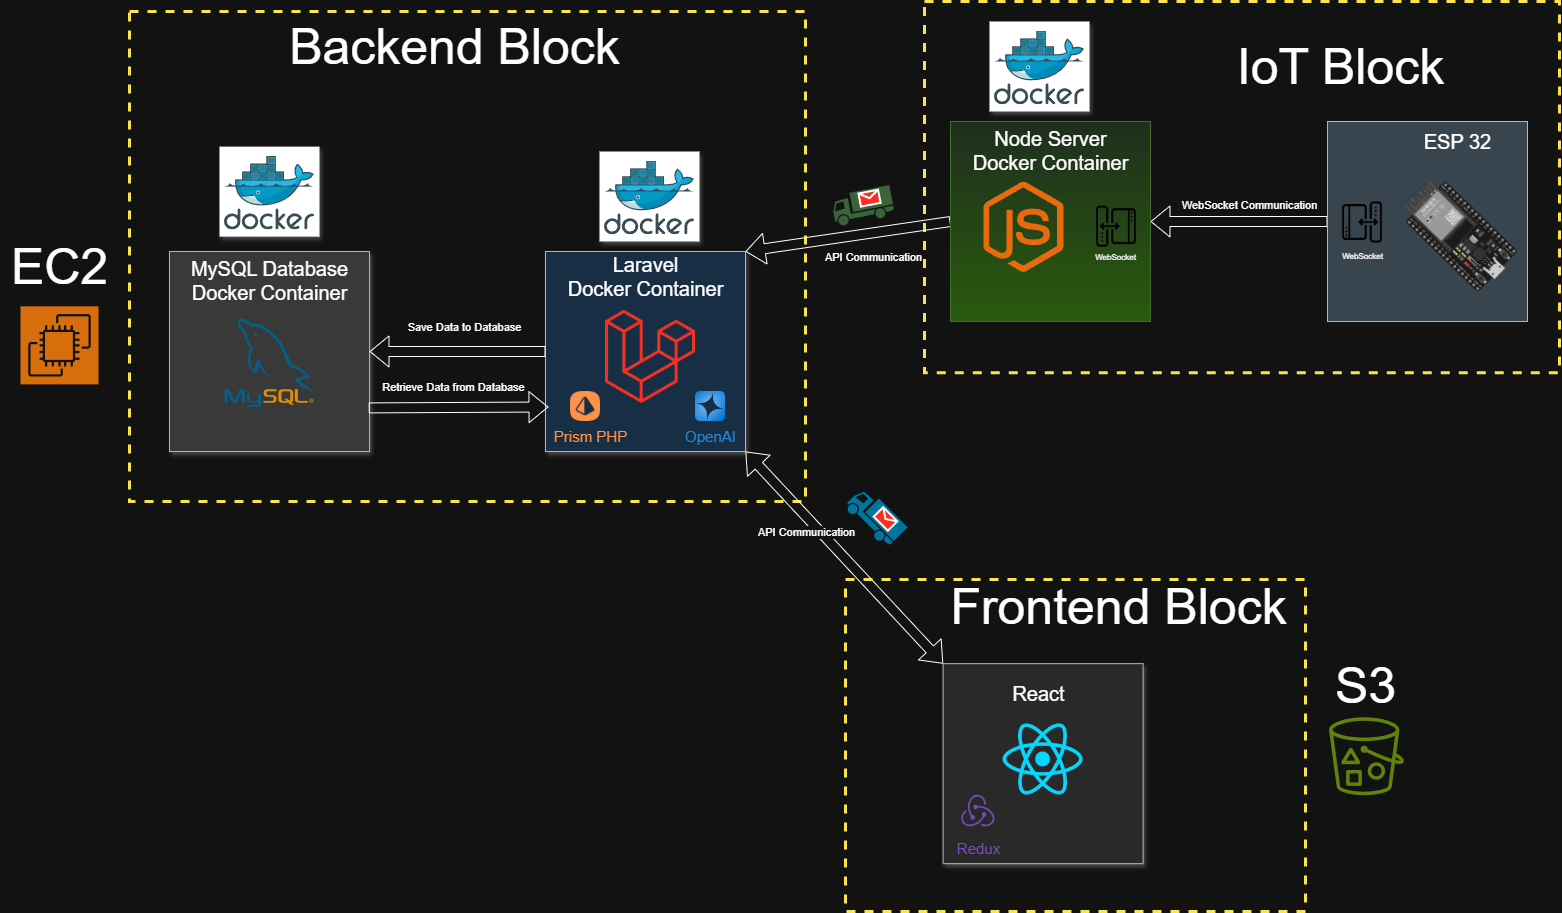 Backend Block
docker
docker
EC2
MySQL Database
Docker Container
MySQL
Save Data to Database
Retrieve Data from Database
Laravel
Docker Container
Prism PHP
OpenAI
API Communication
IoT Block
docker
Node Server
Docker Container
JS
WebSocket
WebSocket Communication
ESP 32
WebSocket
API Communication
Frontend Block
React
Redux
S3